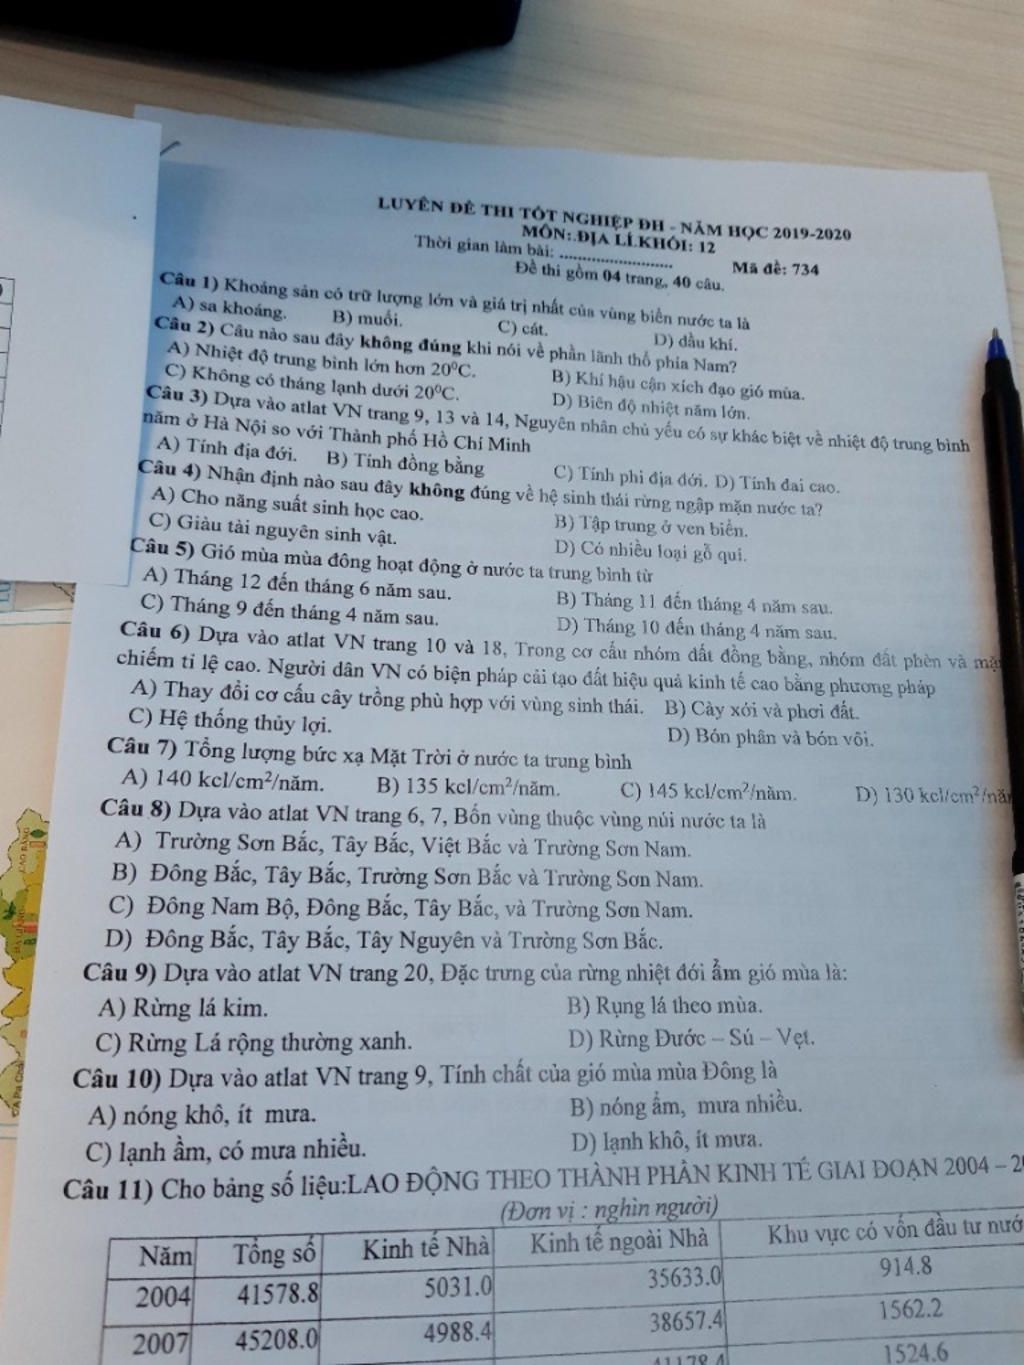 LUYỆN ĐỀ THI TỐT NGHIỆP ĐH - NĂM HỌC 2019-2020
MÔN: ĐỊA LÍ.KHỐI: 12
Thời gian làm bài: ........................
Mã đề: 734
Đề thi gồm 04 trang, 40 câu.
Câu 1) Khoáng sản có trữ lượng lớn và giá trị nhất của vùng biển nước ta là
A) sa khoáng. B) muối. C) cát. D) dầu khí.
Câu 2) Câu nào sau đây không đúng khi nói về phần lãnh thổ phía Nam?
A) Nhiệt độ trung bình lớn hơn 20⁰C. B) Khí hậu cận xích đạo gió mùa.
C) Không có tháng lạnh dưới 20⁰C. D) Biên độ nhiệt năm lớn.
Câu 3) Dựa vào atlat VN trang 9, 13 và 14, Nguyên nhân chủ yếu có sự khác biệt về nhiệt độ trung bình
năm ở Hà Nội so với Thành phố Hồ Chí Minh
A) Tính địa đới. B) Tính đồng bằng C) Tính phi địa đới. D) Tính đai cao.
Câu 4) Nhận định nào sau đây không đúng về hệ sinh thái rừng ngập mặn nước ta?
A) Cho năng suất sinh học cao. B) Tập trung ở ven biển.
C) Giàu tài nguyên sinh vật. D) Có nhiều loại gỗ quí.
Câu 5) Gió mùa mùa đông hoạt động ở nước ta trung bình từ
A) Tháng 12 đến tháng 6 năm sau. B) Tháng 11 đến tháng 4 năm sau.
C) Tháng 9 đến tháng 4 năm sau. D) Tháng 10 đến tháng 4 năm sau.
Câu 6) Dựa vào atlat VN trang 10 và 18, Trong cơ cấu nhóm đất đồng bằng, nhóm đất phèn và
chiếm tỉ lệ cao. Người dân VN có biện pháp cải tạo đất hiệu quả kinh tế cao bằng phương pháp
A) Thay đổi cơ cấu cây trồng phù hợp với vùng sinh thái. B) Cày xới và phơi đất.
C) Hệ thống thủy lợi. D) Bón phân và bón vôi.
Câu 7) Tổng lượng bức xạ Mặt Trời ở nước ta trung bình
A) 140 kcl/cm²/năm. B) 135 kcl/cm²/năm. C) 145 kcl/cm²/năm. D) 130 kcl/cm²/
Câu 8) Dựa vào atlat VN trang 6, 7, Bốn vùng thuộc vùng núi nước ta là
A) Trường Sơn Bắc, Tây Bắc, Việt Bắc và Trường Sơn Nam.
B) Đông Bắc, Tây Bắc, Trường Sơn Bắc và Trường Sơn Nam.
C) Đông Nam Bộ, Đông Bắc, Tây Bắc, và Trường Sơn Nam.
D) Đông Bắc, Tây Bắc, Tây Nguyên và Trường Sơn Bắc.
Câu 9) Dựa vào atlat VN trang 20, Đặc trưng của rừng nhiệt đới ẩm gió mùa là:
A) Rừng lá kim. B) Rụng lá theo mùa.
C) Rừng Lá rộng thường xanh. D) Rừng Đước – Sú – Vẹt.
Câu 10) Dựa vào atlat VN trang 9, Tính chất của gió mùa mùa Đông là
A) nóng khô, ít mưa. B) nóng ẩm, mưa nhiều.
C) lạnh ẩm, có mưa nhiều. D) lạnh khô, ít mưa.
Câu 11) Cho bảng số liệu:LAO ĐỘNG THEO THÀNH PHẦN KINH TẾ GIAI ĐOẠN 2004 –
(Đơn vị : nghìn người)
Năm Tổng số Kinh tế Nhà Kinh tế ngoài Nhà Khu vực có vốn đầu tư
2004 41578.8 5031.0 35633.0 914.8
2007 45208.0 4988.4 38657.4 1562.2
1524.6